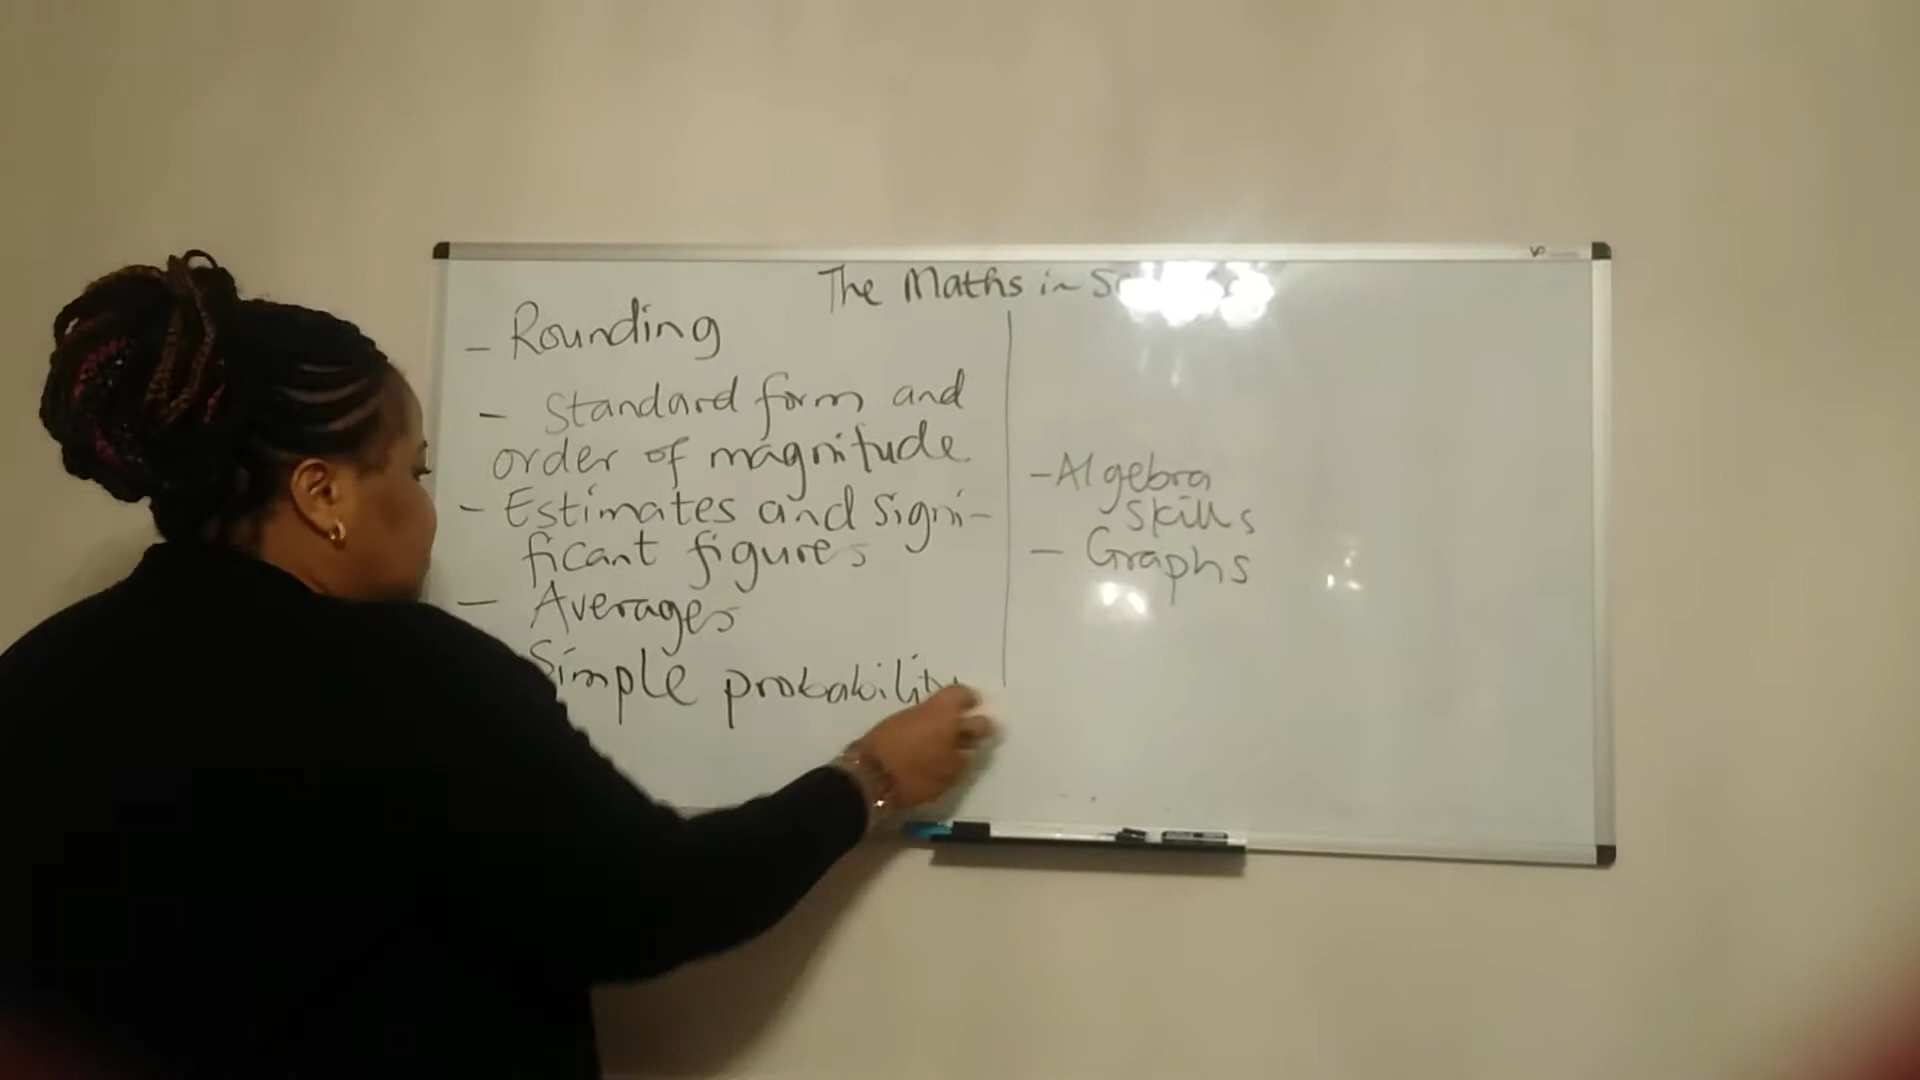 The Maths in
- Rounding
- Standard form and
order of magnitude
- Estimates and Signi-
ficant figures
- Averages
Simple probability
- Algebra
skills
- Graphs